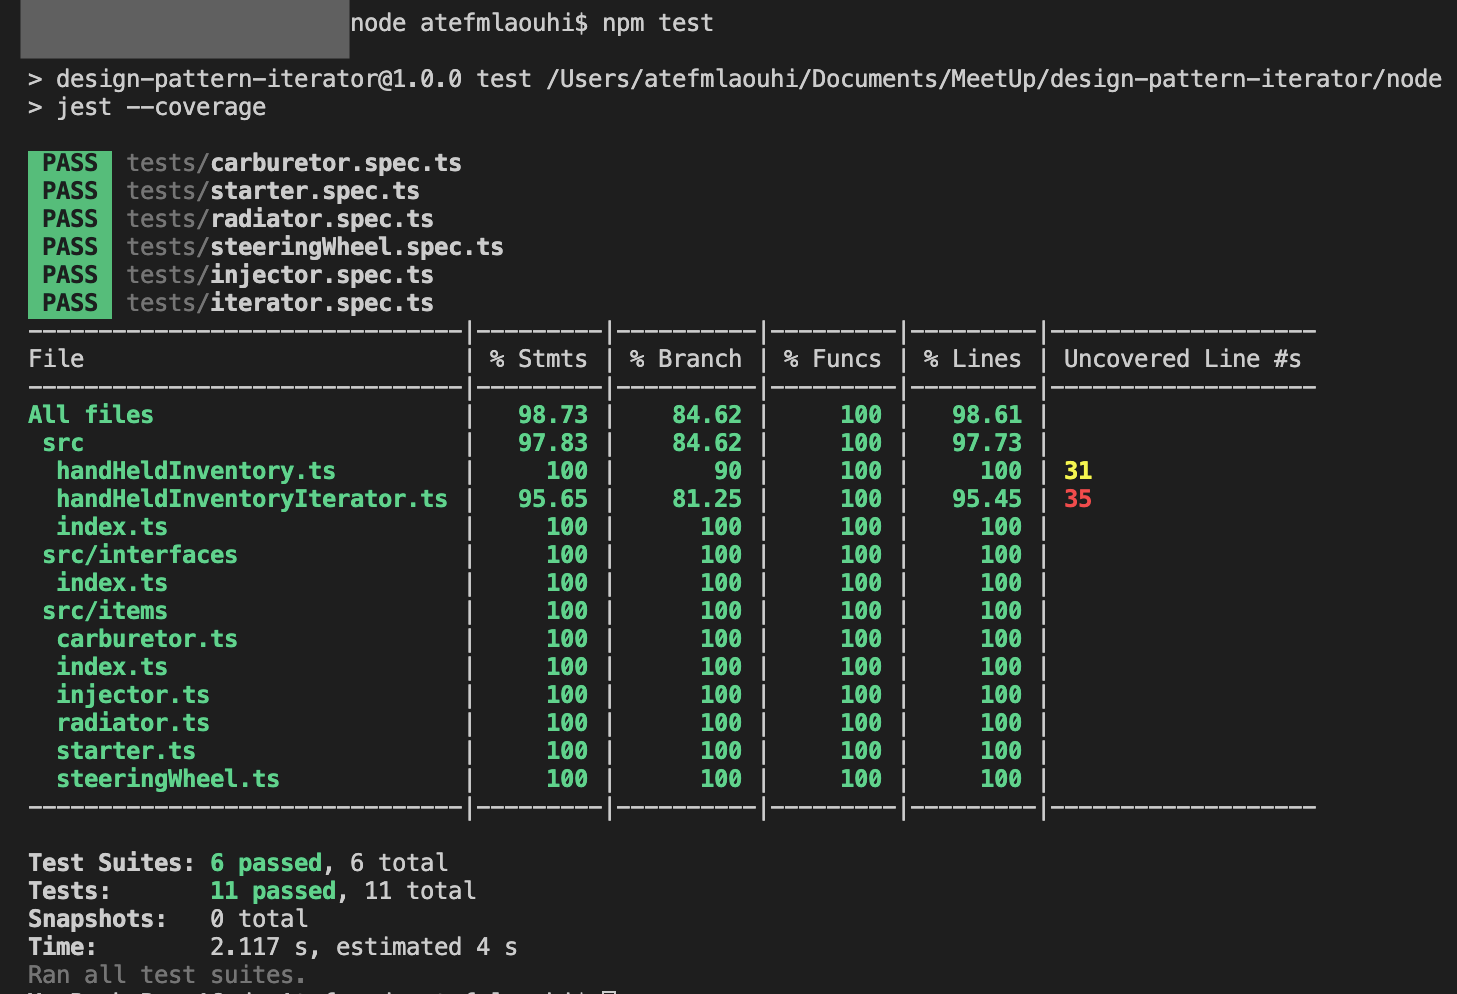 node atefmlaouhi$ npm test
> design-pattern-iterator@1.0.0 test /Users/atefmlaouhi/Documents/MeetUp/design-pattern-iterator/node
> jest --coverage
PASS tests/carburetor.spec.ts
PASS tests/starter.spec.ts
PASS tests/radiator.spec.ts
PASS tests/steeringWheel.spec.ts
PASS tests/injector.spec.ts
PASS tests/iterator.spec.ts
-------------------------------|---------|----------|---------|---------|-------------------
File | % Stmts | % Branch | % Funcs | % Lines | Uncovered Line #s
-------------------------------|---------|----------|---------|---------|-------------------
All files | 98.73 | 84.62 | 100 | 98.61 |
src | 97.83 | 84.62 | 100 | 97.73 |
handHeldInventory.ts | 100 | 90 | 100 | 100 | 31
handHeldInventoryIterator.ts | 95.65 | 81.25 | 100 | 95.45 | 35
index.ts | 100 | 100 | 100 | 100 |
src/interfaces | 100 | 100 | 100 | 100 |
index.ts | 100 | 100 | 100 | 100 |
src/items | 100 | 100 | 100 | 100 |
carburetor.ts | 100 | 100 | 100 | 100 |
index.ts | 100 | 100 | 100 | 100 |
injector.ts | 100 | 100 | 100 | 100 |
radiator.ts | 100 | 100 | 100 | 100 |
starter.ts | 100 | 100 | 100 | 100 |
steeringWheel.ts | 100 | 100 | 100 | 100 |
-------------------------------|---------|----------|---------|---------|-------------------
Test Suites: 6 passed, 6 total
Tests: 11 passed, 11 total
Snapshots: 0 total
Time: 2.117 s, estimated 4 s
Ran all test suites.